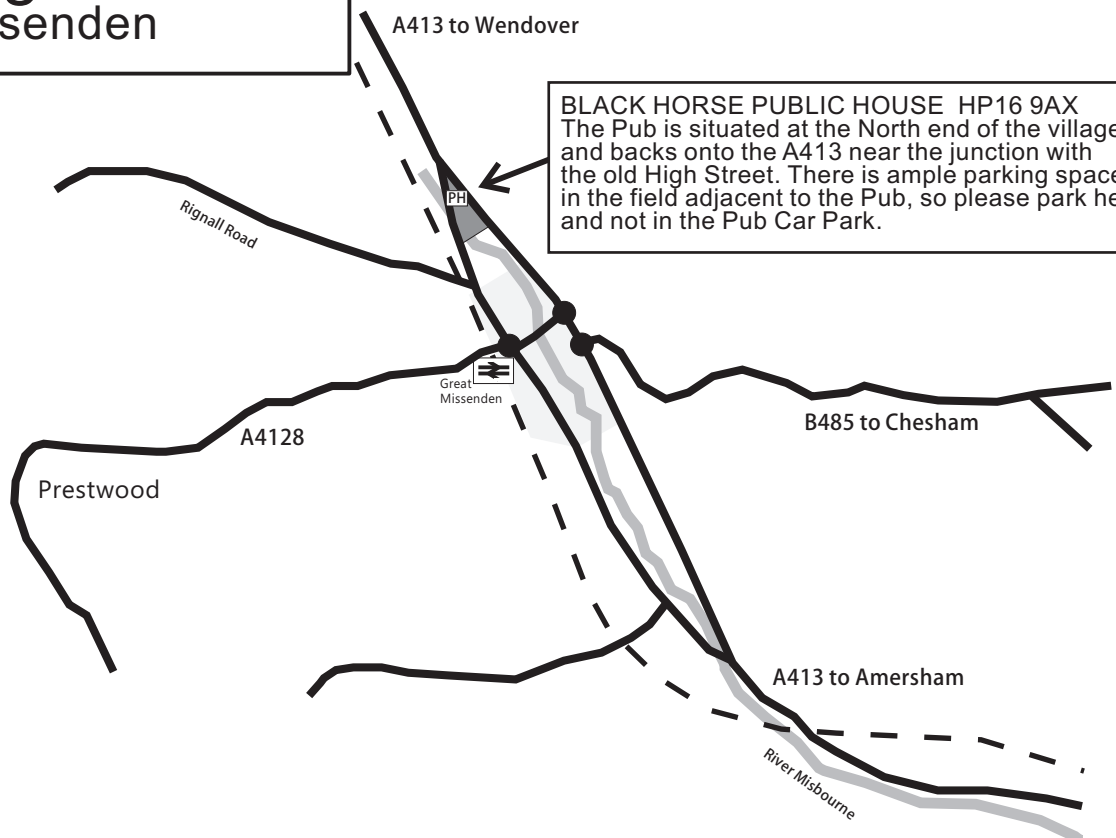 senden
A413 to Wendover
BLACK HORSE PUBLIC HOUSE HP16 9AX
The Pub is situated at the North end of the village
and backs onto the A413 near the junction with
the old High Street. There is ample parking space
in the field adjacent to the Pub, so please park he
and not in the Pub Car Park.
PH
Rignall Road
Great
Missenden
A4128
B485 to Chesham
Prestwood
A413 to Amersham
River Misbourne